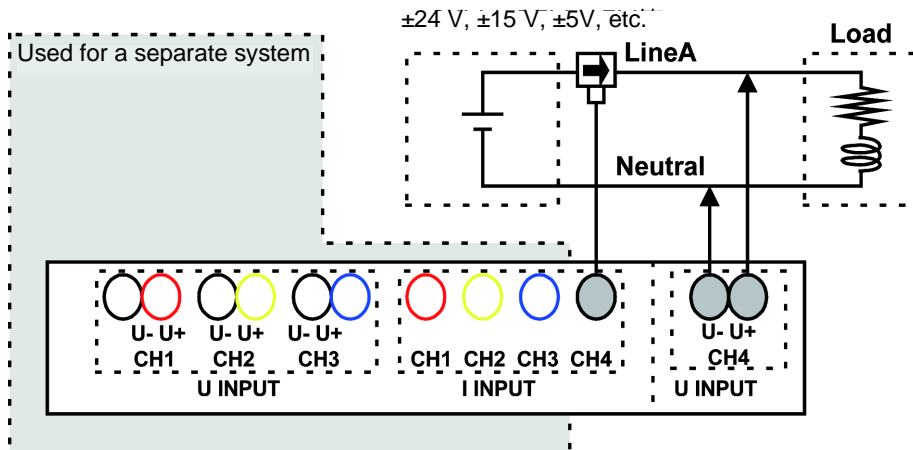 ±24 V, ±15 V, ±5V, etc.
Used for a separate system
LineA
Load
Neutral
U- U+
U- U+
U- U+
U- U+
CH1
CH2
CH3
CH1
CH2
CH3
CH4
CH4
U INPUT
I INPUT
U INPUT